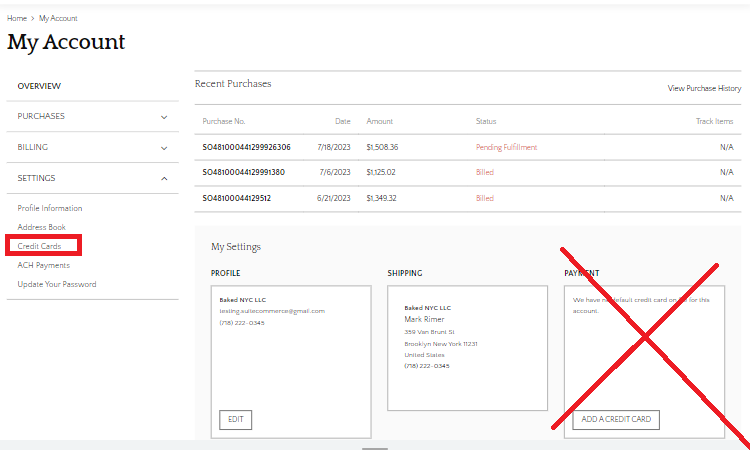 Home > My Account
My Account
OVERVIEW
PURCHASES
BILLING
SETTINGS
Profile Information
Address Book
Credit Cards
ACH Payments
Update Your Password
Recent Purchases
View Purchase History
Purchase No. Date Amount Status Track Items
SO48100044129992630​6 7/18/2023 $1,508.36 Pending Fulfillment N/A
SO481000441299991380 7/6/2023 $1,125.02 Billed N/A
SO48100044129512 6/21/2023 $1,349.32 Billed N/A
My Settings
PROFILE
Baked NYC LLC
testing.suitecommerce@gmail.com
(718) 222-0345
EDIT
SHIPPING
Baked NYC LLC
Mark Rimer
359 Van Brunt St
Brooklyn New York 11231
United States
(718) 222-0345
PAYMENT
We have no default credit card on file for this
account.
ADD A CREDIT CARD